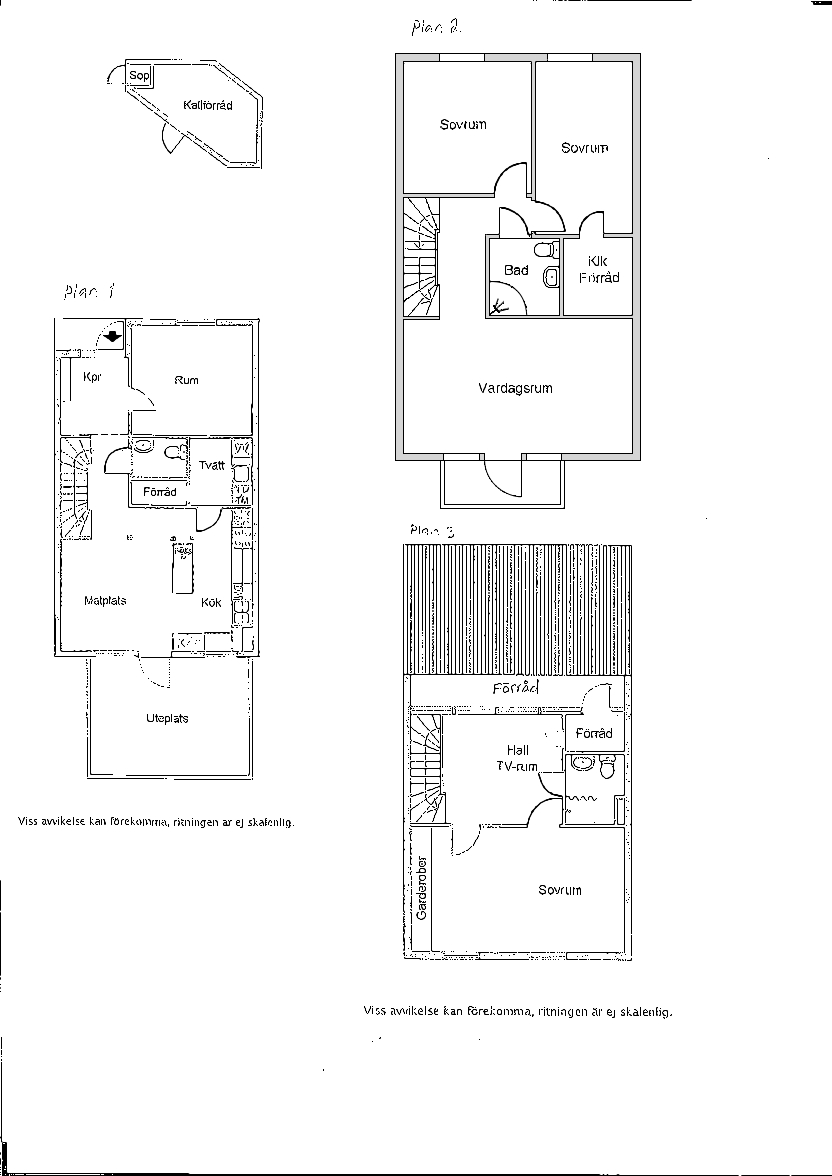 Plan 2
Sop
Kallförråd
Sovrum
Sovrum
Bad
Klk
Förråd
Vardagsrum
Plan 1
Kpr
Rum
Tvätt
Förråd
TM
Matplats
Kök
K/F
Uteplats
Viss avvikelse kan förekomma, ritningen är ej skalenlig.
Plan 3
Förråd
Förråd
Hall
TV-rum
Garderober
Sovrum
Viss avvikelse kan förekomma, ritningen är ej skalenlig.